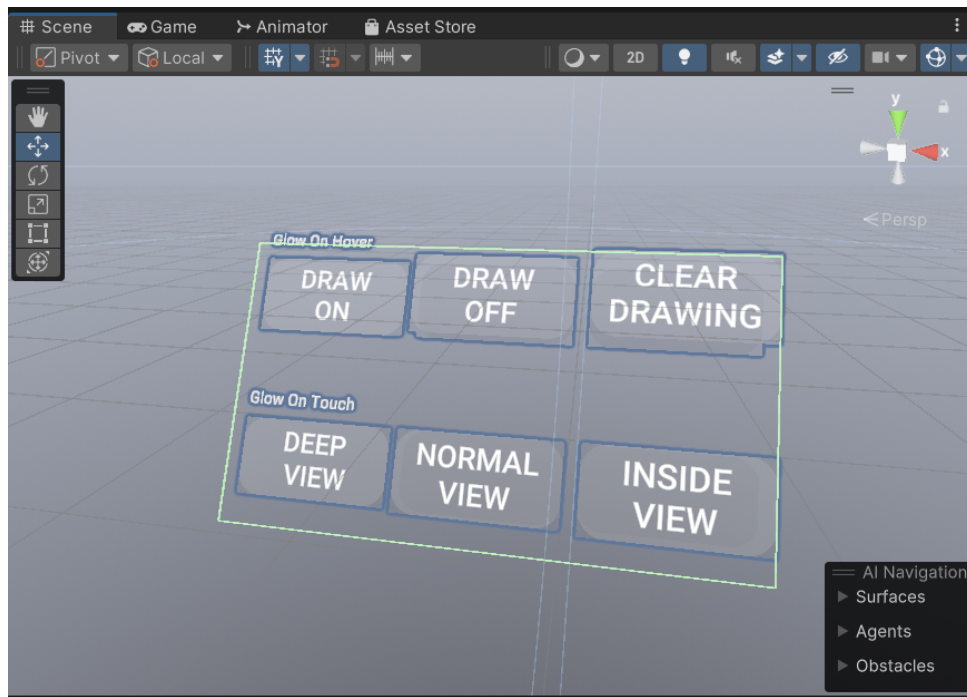 Scene Game Animator Asset Store
Pivot Local 2D
y
x
Persp
Glow On Hover
DRAW
ON
DRAW
OFF
CLEAR
DRAWING
Glow On Touch
DEEP
VIEW
NORMAL
VIEW
INSIDE
VIEW
AI Navigation
Surfaces
Agents
Obstacles